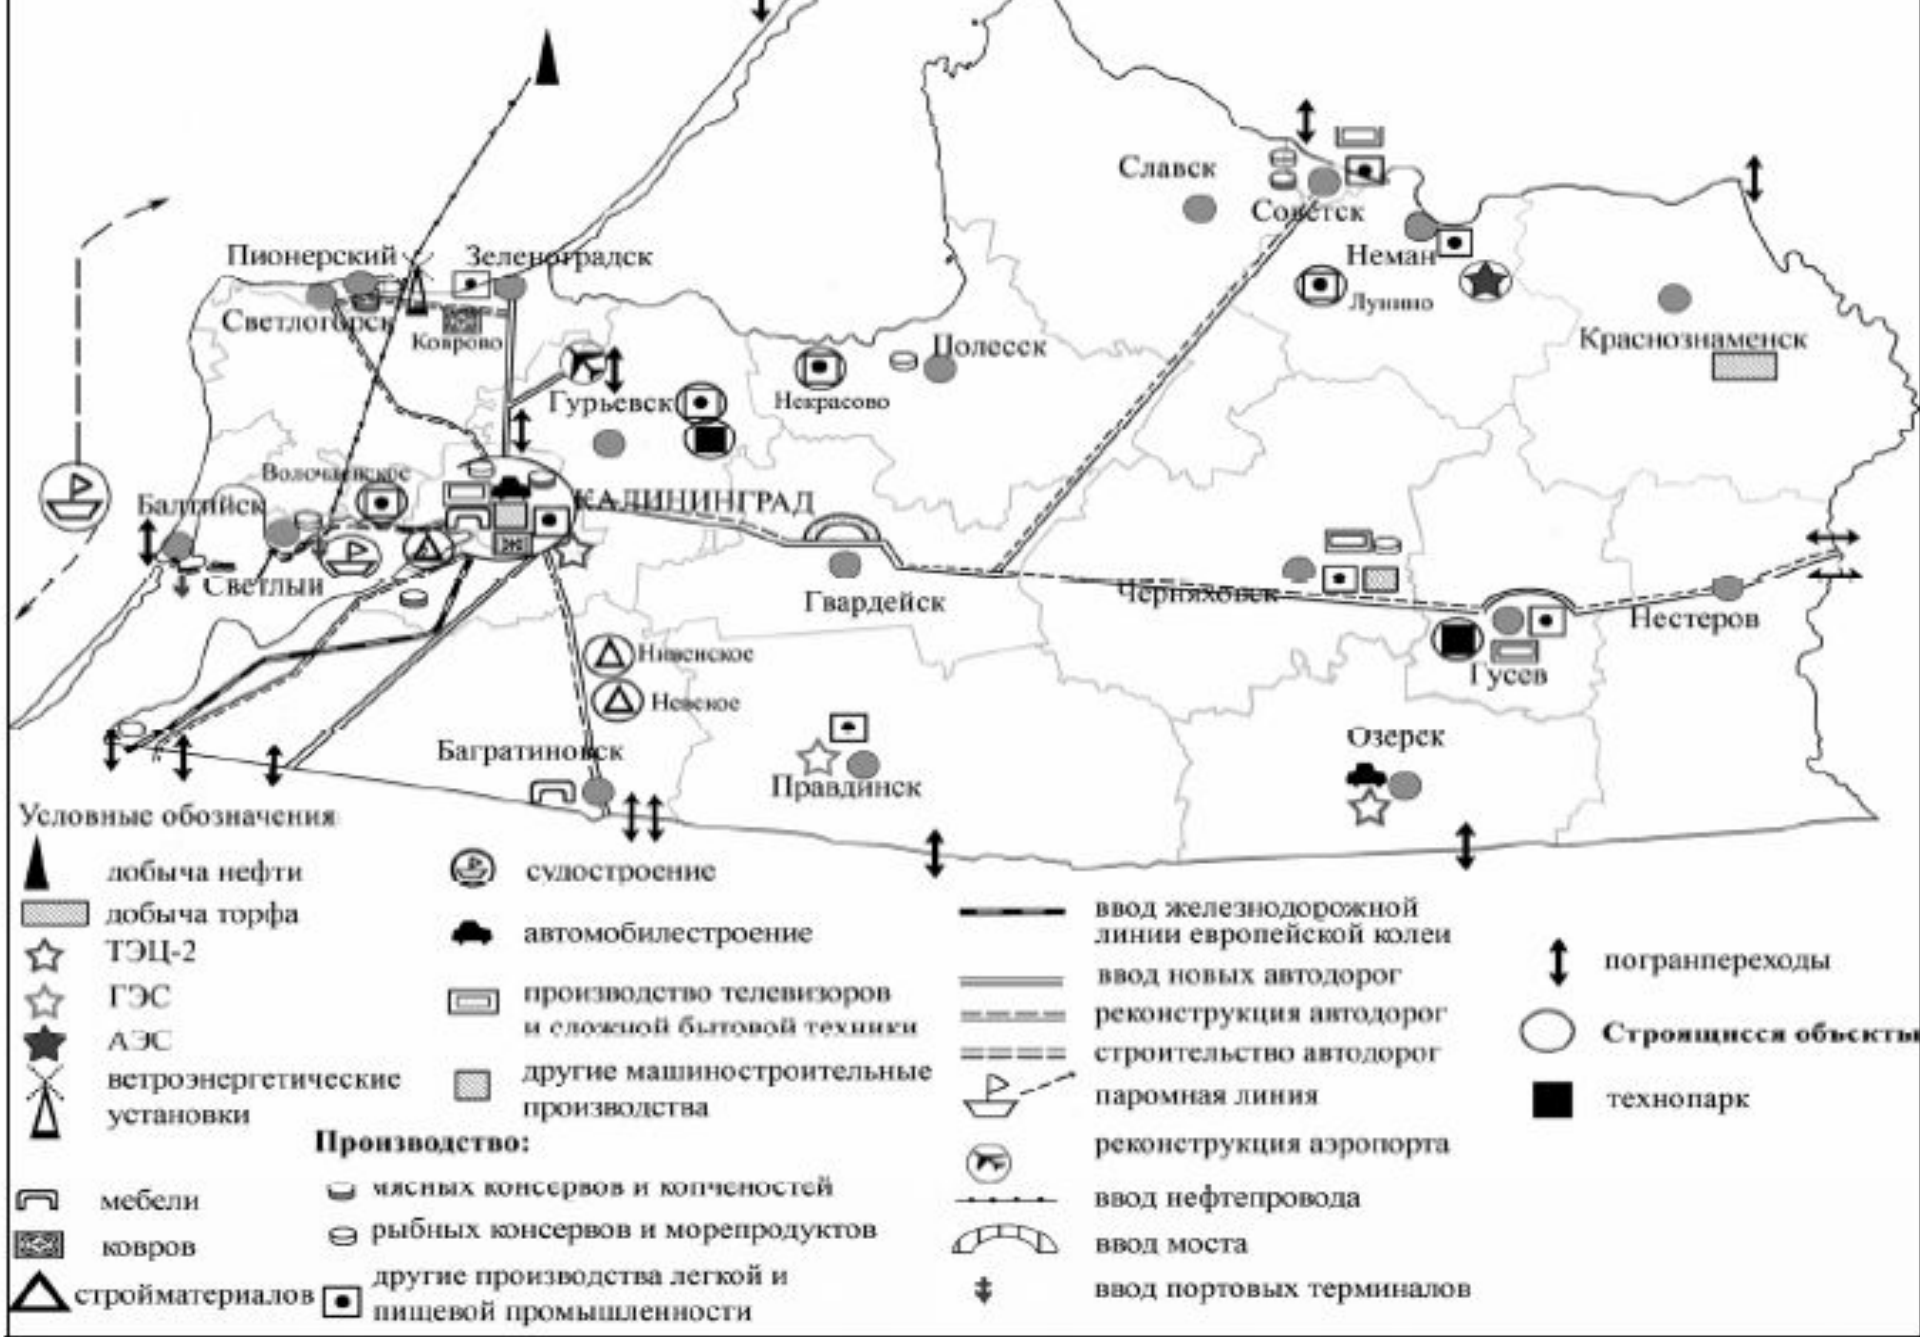 Славск
Советск
Неман
Лунино
Пионерский
Зеленоградск
Светлогорск
Коврово
Краснознаменск
Полесск
Гурьевск
Некрасово
Волочаевское
Балтийск
КАЛИНИНГРАД
Светлый
Гвардейск
Черняховск
Нестеров
Нивенское
Невское
Гусев
Багратионовск
Правдинск
Озерск
Условные обозначения
добыча нефти
добыча торфа
ТЭЦ-2
ГЭС
АЭС
ветроэнергетические
установки
судостроение
автомобилестроение
производство телевизоров
и сложной бытовой техники
другие машиностроительные
производства
Производство:
мебели
ковров
стройматериалов
мясных консервов и копченостей
рыбных консервов и морепродуктов
другие производства легкой и
пищевой промышленности
ввод железнодорожной
линии европейской колеи
ввод новых автодорог
реконструкция автодорог
строительство автодорог
паромная линия
реконструкция аэропорта
ввод нефтепровода
ввод моста
ввод портовых терминалов
погранпереходы
Строящиеся объекты
технопарк